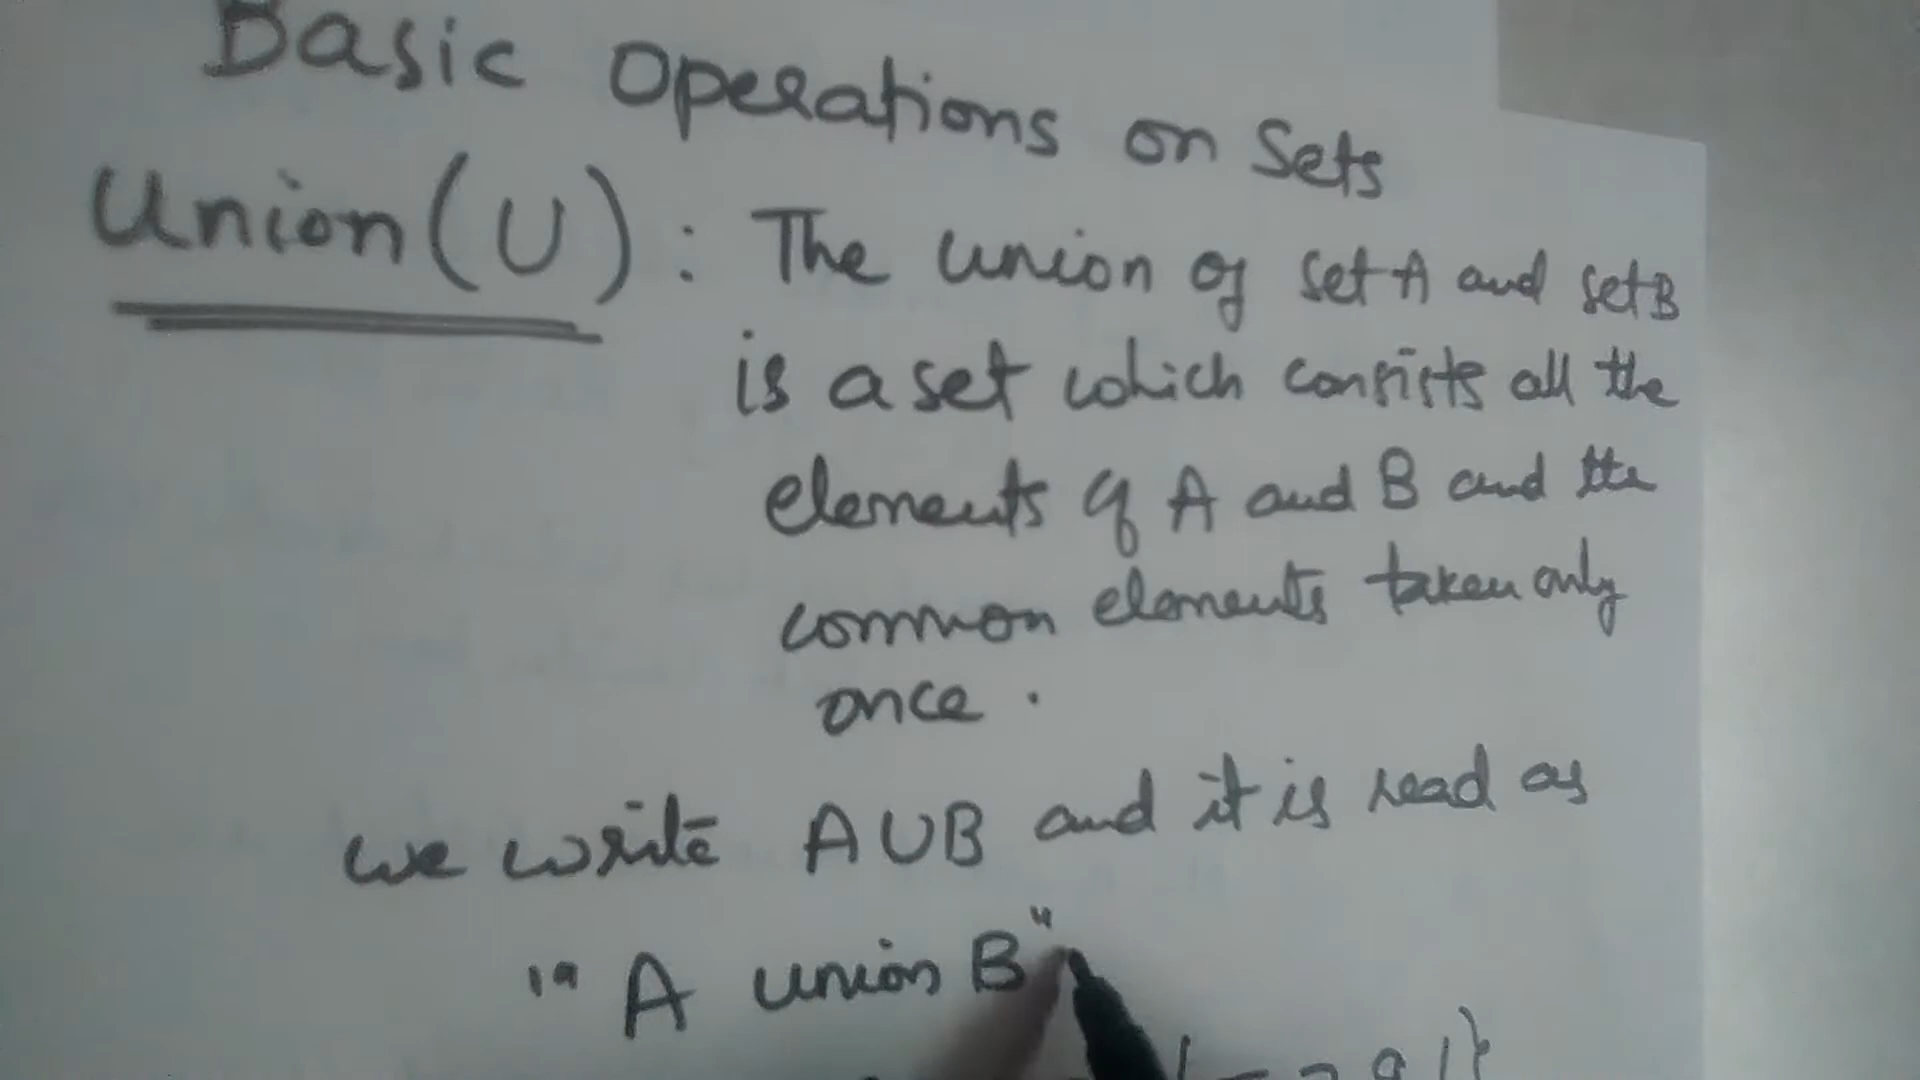 Basic Operations on Sets
Union (U) : The union of set A and set B
is a set which consists all the
elements of A and B and the
common elements taken only
once .
we write A U B and it is read as
" A union B "